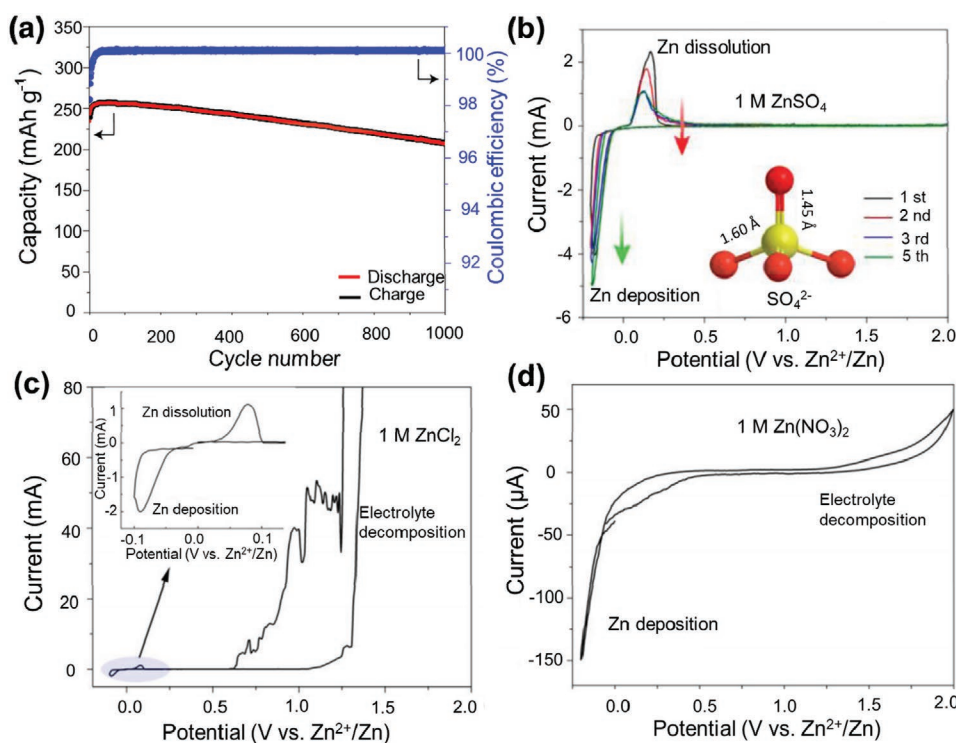 (a)
350
300
250
200
150
100
50
0
Capacity (mAh g⁻¹)
100
98
96
94
92
Coulombic efficiency (%)
Discharge
Charge
0 200 400 600 800 1000
Cycle number
(b)
2
0
-2
-4
-6
Current (mA)
Zn dissolution
1 M ZnSO₄
1.45 Å
1.60 Å
SO₄²⁻
1 st
2 nd
3 rd
5 th
Zn deposition
0.0 0.5 1.0 1.5 2.0
Potential (V vs. Zn²⁺/Zn)
(c)
80
60
40
20
0
Current (mA)
Zn dissolution
1
0
-1
-2
Current (mA)
Zn deposition
-0.1 0.0 0.1
Potential (V vs. Zn²⁺/Zn)
1 M ZnCl₂
Electrolyte
decomposition
0.0 0.5 1.0 1.5 2.0
Potential (V vs. Zn²⁺/Zn)
(d)
50
0
-50
-100
-150
Current (µA)
1 M Zn(NO₃)₂
Electrolyte
decomposition
Zn deposition
0.0 0.5 1.0 1.5 2.0
Potential (V vs. Zn²⁺/Zn)